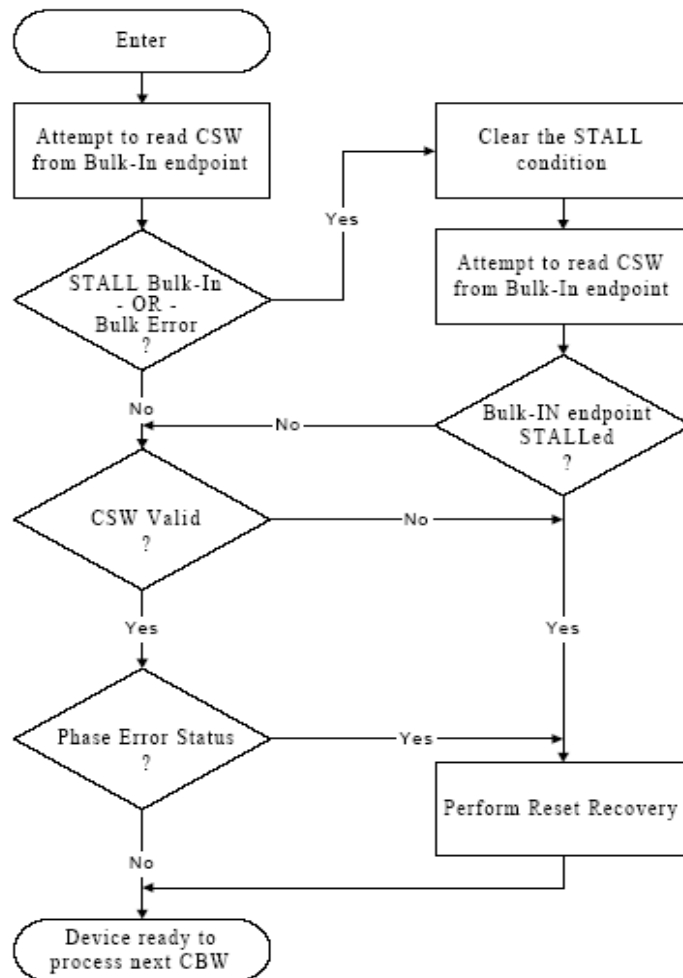 Enter
Attempt to read CSW
from Bulk-In endpoint
Clear the STALL
condition
Yes
Attempt to read CSW
from Bulk-In endpoint
STALL Bulk-In
- OR -
Bulk Error
?
No
No
Bulk-IN endpoint
STALLed
?
CSW Valid
?
No
Yes
Yes
Phase Error Status
?
Yes
Perform Reset Recovery
No
Device ready to
process next CBW